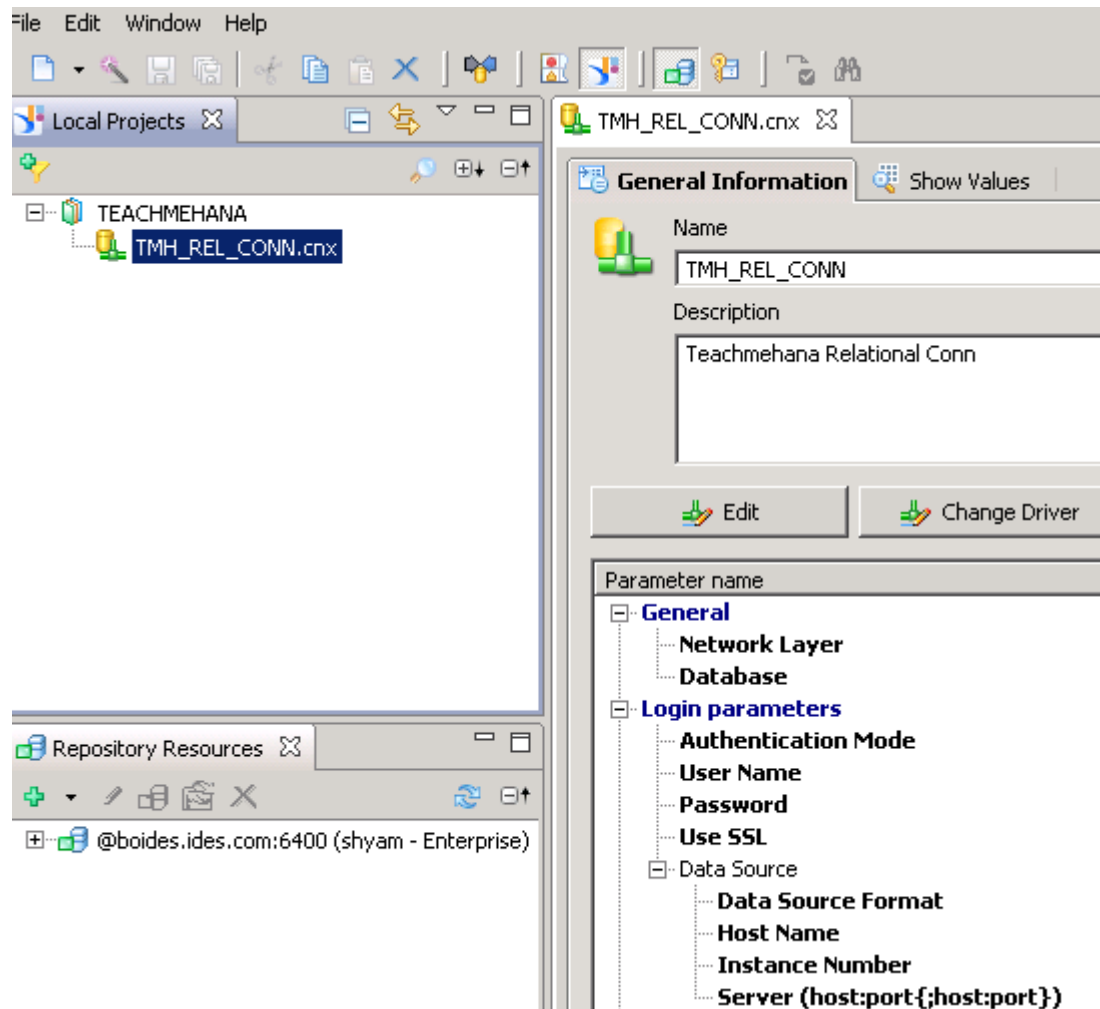 File Edit Window Help
Local Projects
TEACHMEHANA
TMH_REL_CONN.cnx
Repository Resources
@boides.ides.com:6400 (shyam - Enterprise)
TMH_REL_CONN.cnx
General Information Show Values
Name
TMH_REL_CONN
Description
Teachmehana Relational Conn
Edit Change Driver
Parameter name
General
Network Layer
Database
Login parameters
Authentication Mode
User Name
Password
Use SSL
Data Source
Data Source Format
Host Name
Instance Number
Server (host:port{;host:port})